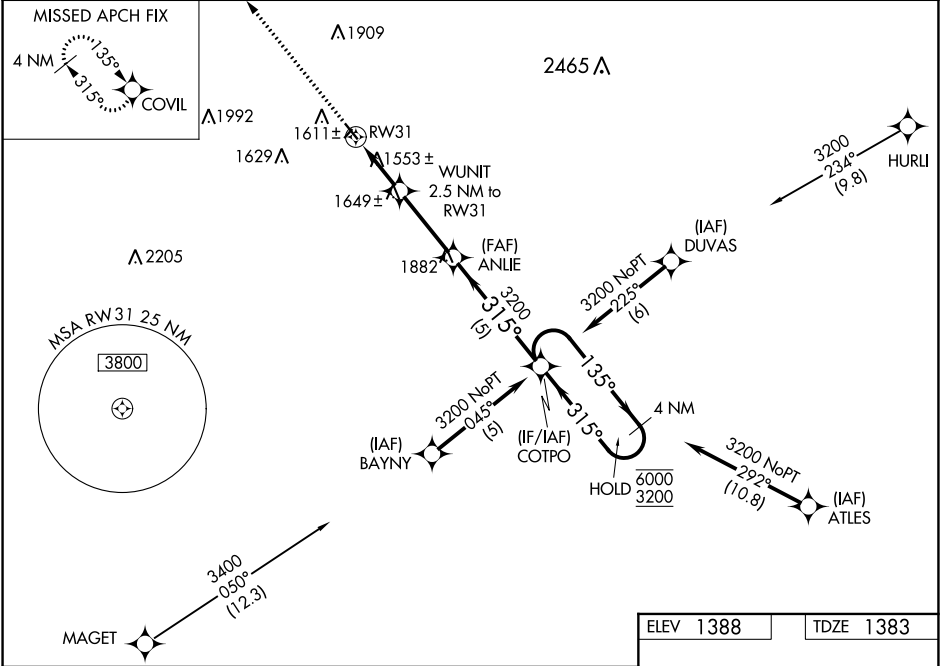 MISSED APCH FIX
4 NM
135°
315°
COVIL
1909
2465
1992
1611±
RW31
1629
1553 ±
WUNIT
2.5 NM to
RW31
1649±
3200
234°
(9.8)
HURLI
2205
(FAF)
ANLIE
1882
(IAF)
DUVAS
3200 NoPT
225°
(6)
3200
315°
(5)
MSA RW31 25 NM
3800
135°
315°
4 NM
3200 NoPT
045°
(5)
(IAF)
BAYNY
(IF/IAF)
COTPO
HOLD
6000
3200
3200 NoPT
292°
(10.8)
(IAF)
ATLES
3400
050°
(12.3)
MAGET
ELEV 1388
TDZE 1383